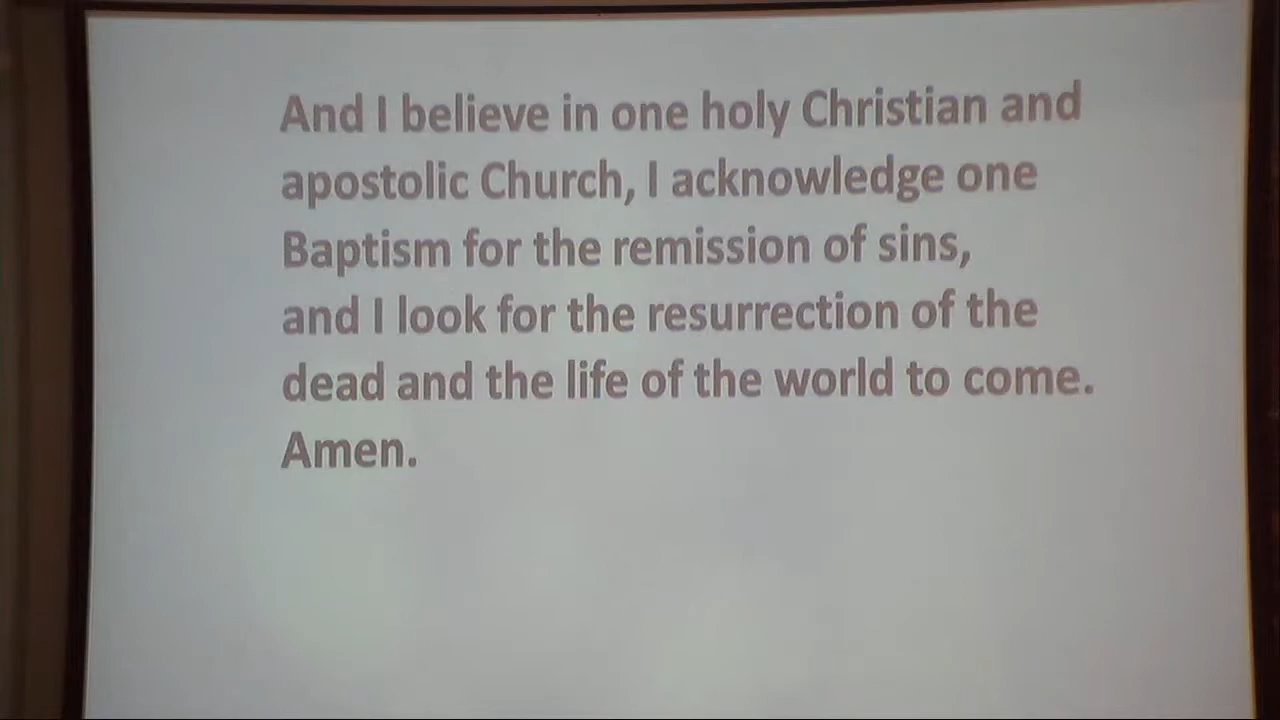 And I believe in one holy Christian and
apostolic Church, I acknowledge one
Baptism for the remission of sins,
and I look for the resurrection of the
dead and the life of the world to come.
Amen.